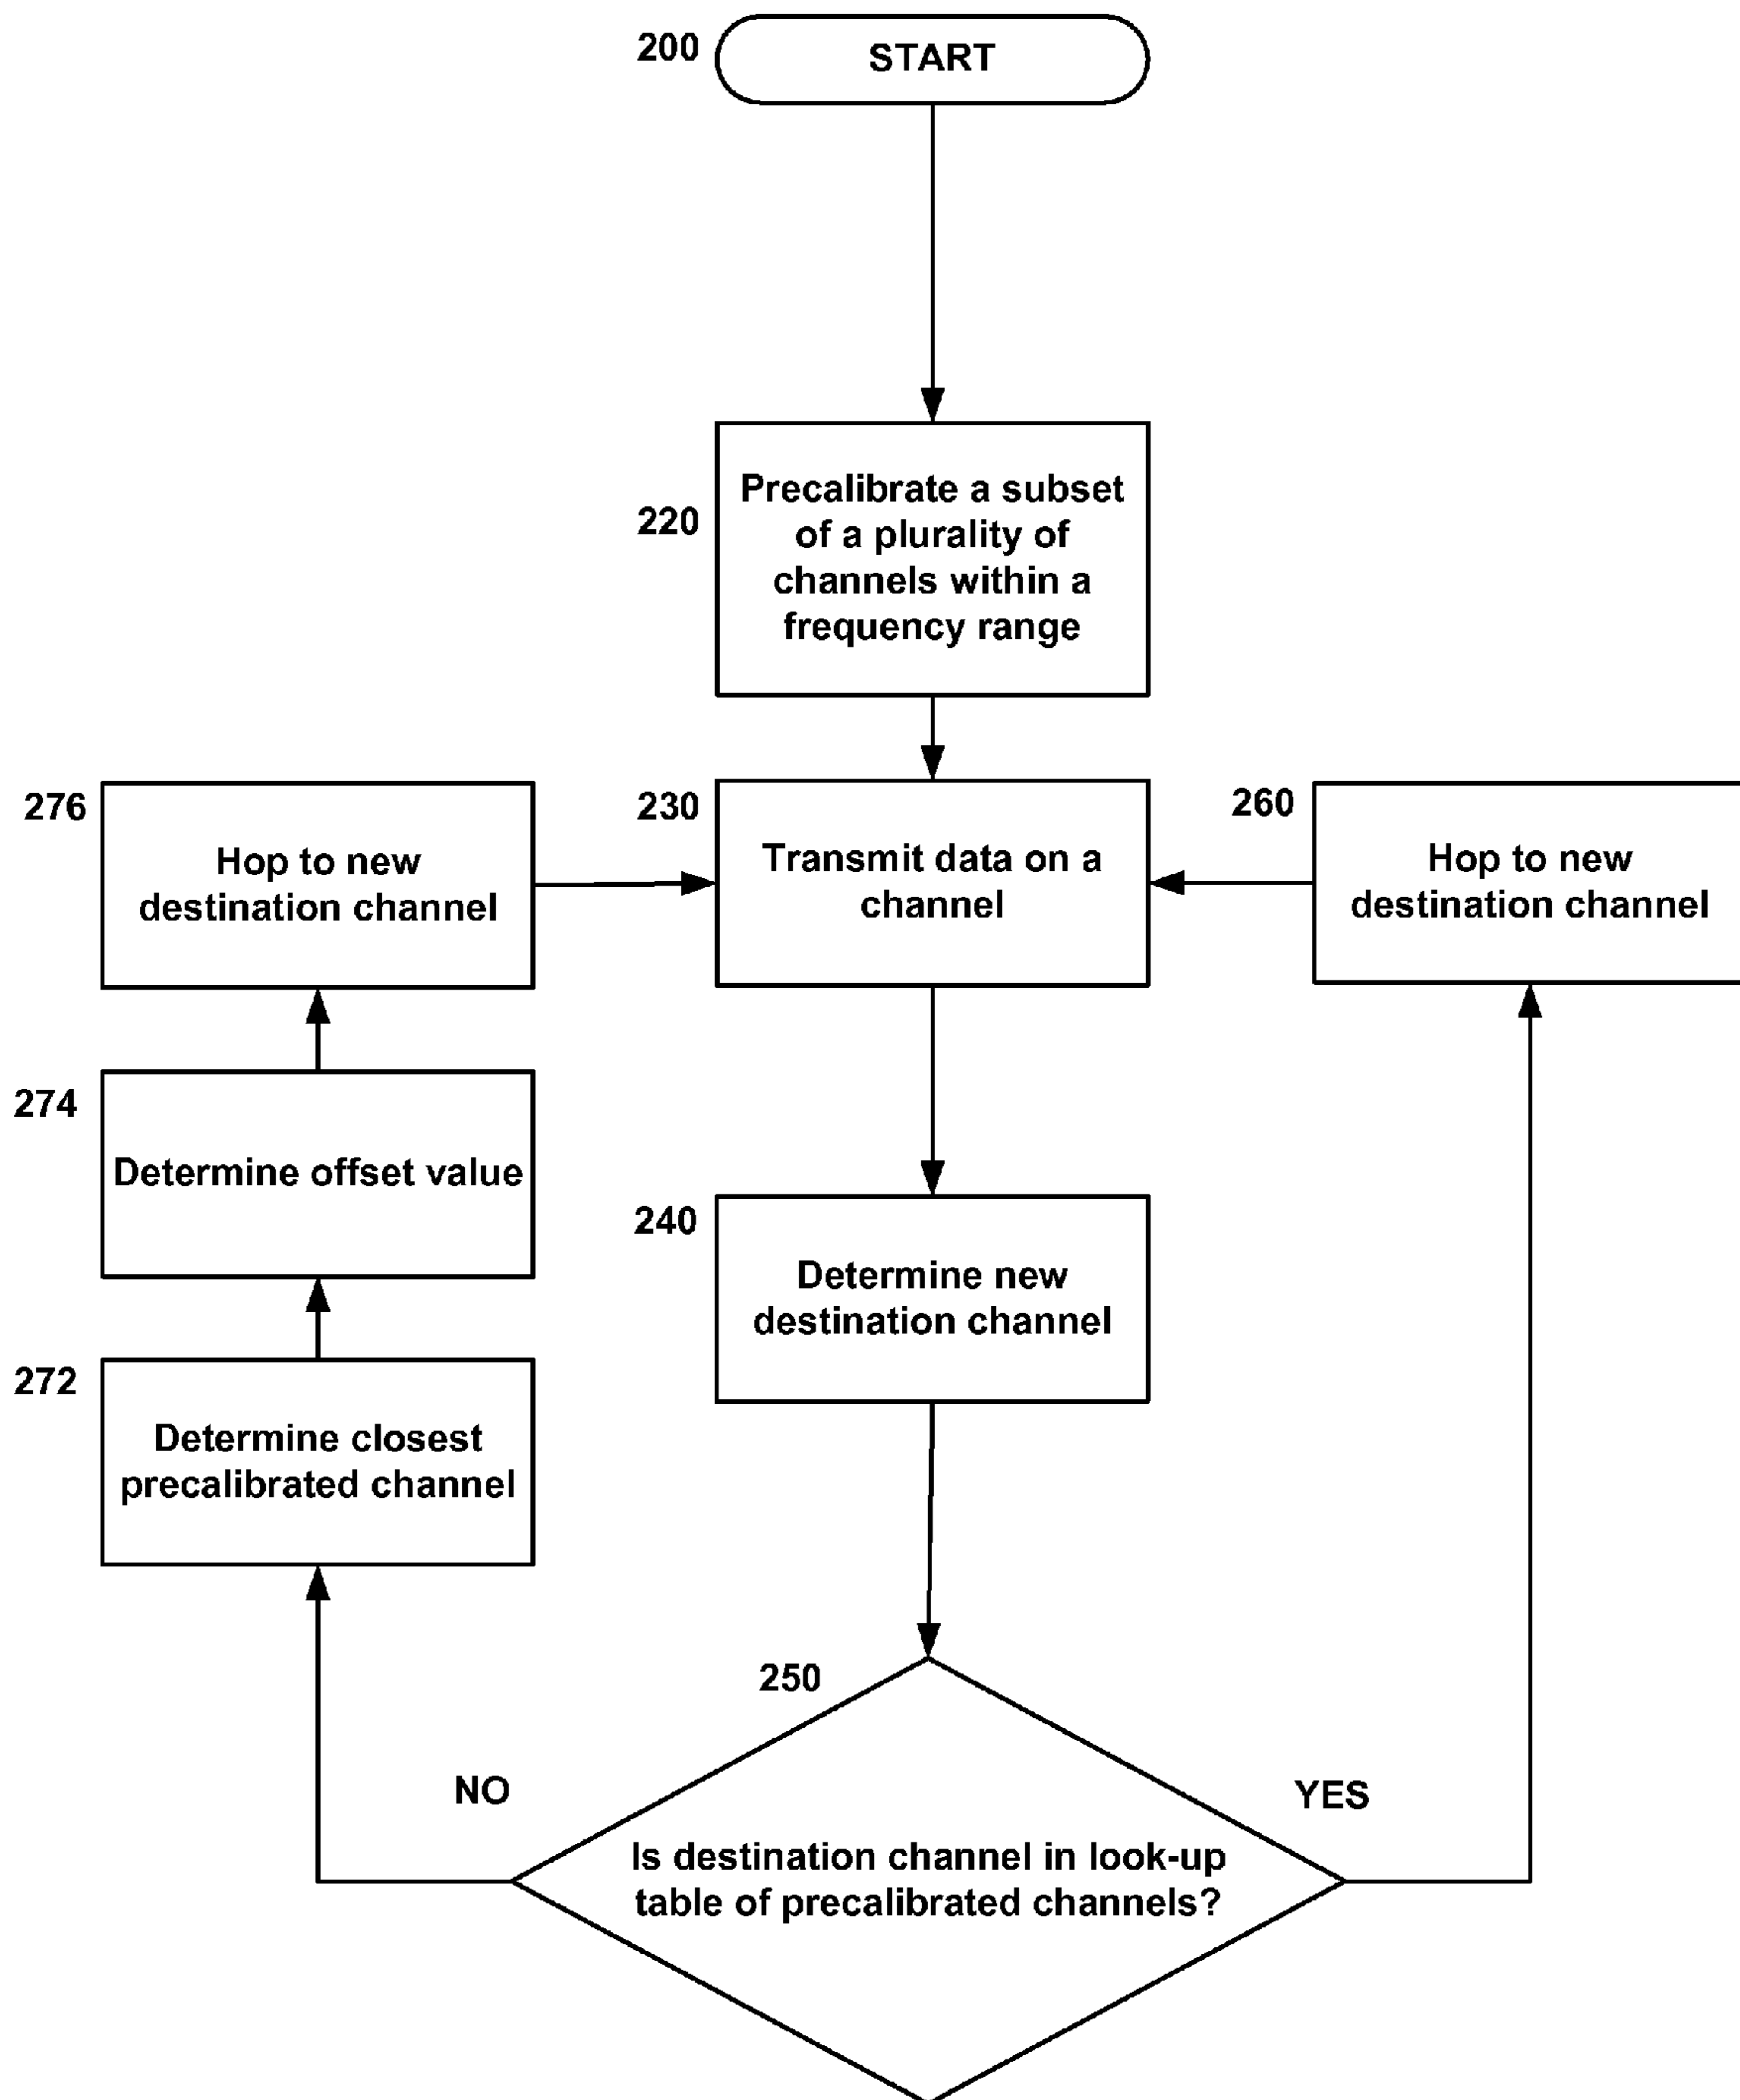 200
START
220
Precalibrate a subset
of a plurality of
channels within a
frequency range
276
Hop to new
destination channel
230
Transmit data on a
channel
260
Hop to new
destination channel
274
Determine offset value
240
Determine new
destination channel
272
Determine closest
precalibrated channel
250
NO
YES
Is destination channel in look-up
table of precalibrated channels?